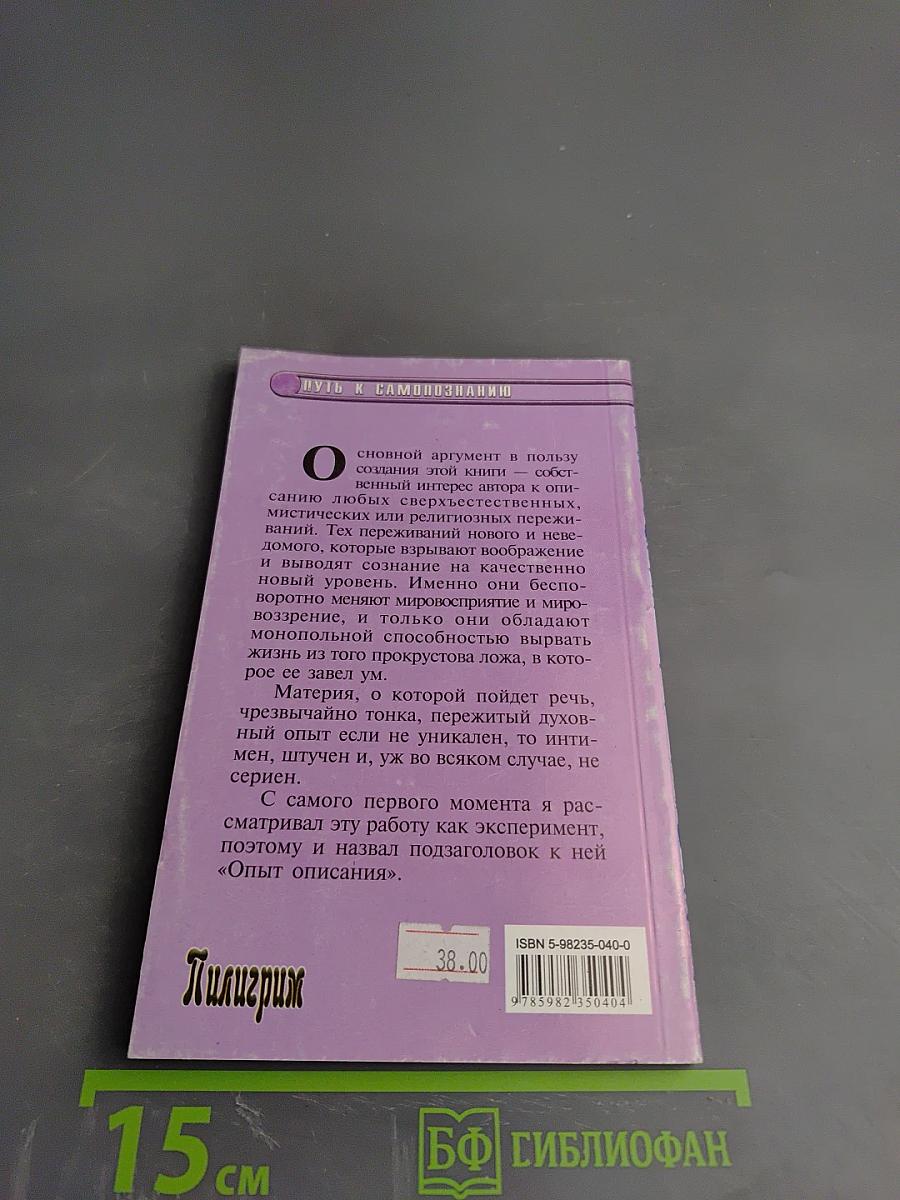 ПУТЬ К САМОПОЗНАНИЮ
Основной аргумент в пользу
создания этой книги — собст-
венный интерес автора к опи-
санию любых сверхъестественных,
мистических или религиозных пережи-
ваний. Тех переживаний нового и неве-
домого, которые взрывают воображение
и выводят сознание на качественно
новый уровень. Именно они беспо-
воротно меняют мировосприятие и миро-
воззрение, и только они обладают
монопольной способностью вырвать
жизнь из того прокрустова ложа, в кото-
рое ее завел ум.
Материя, о которой пойдет речь,
чрезвычайно тонка, пережитый духов-
ный опыт если не уникален, то инти-
мен, штучен и, уж во всяком случае, не
сериен.
С самого первого момента я рас-
сматривал эту работу как эксперимент,
поэтому и назвал подзаголовок к ней
«Опыт описания».
Пилигрим
38.00
ISBN 5-98235-040-0
9 785982 350404
15 см
БФ БИБЛИОФАН